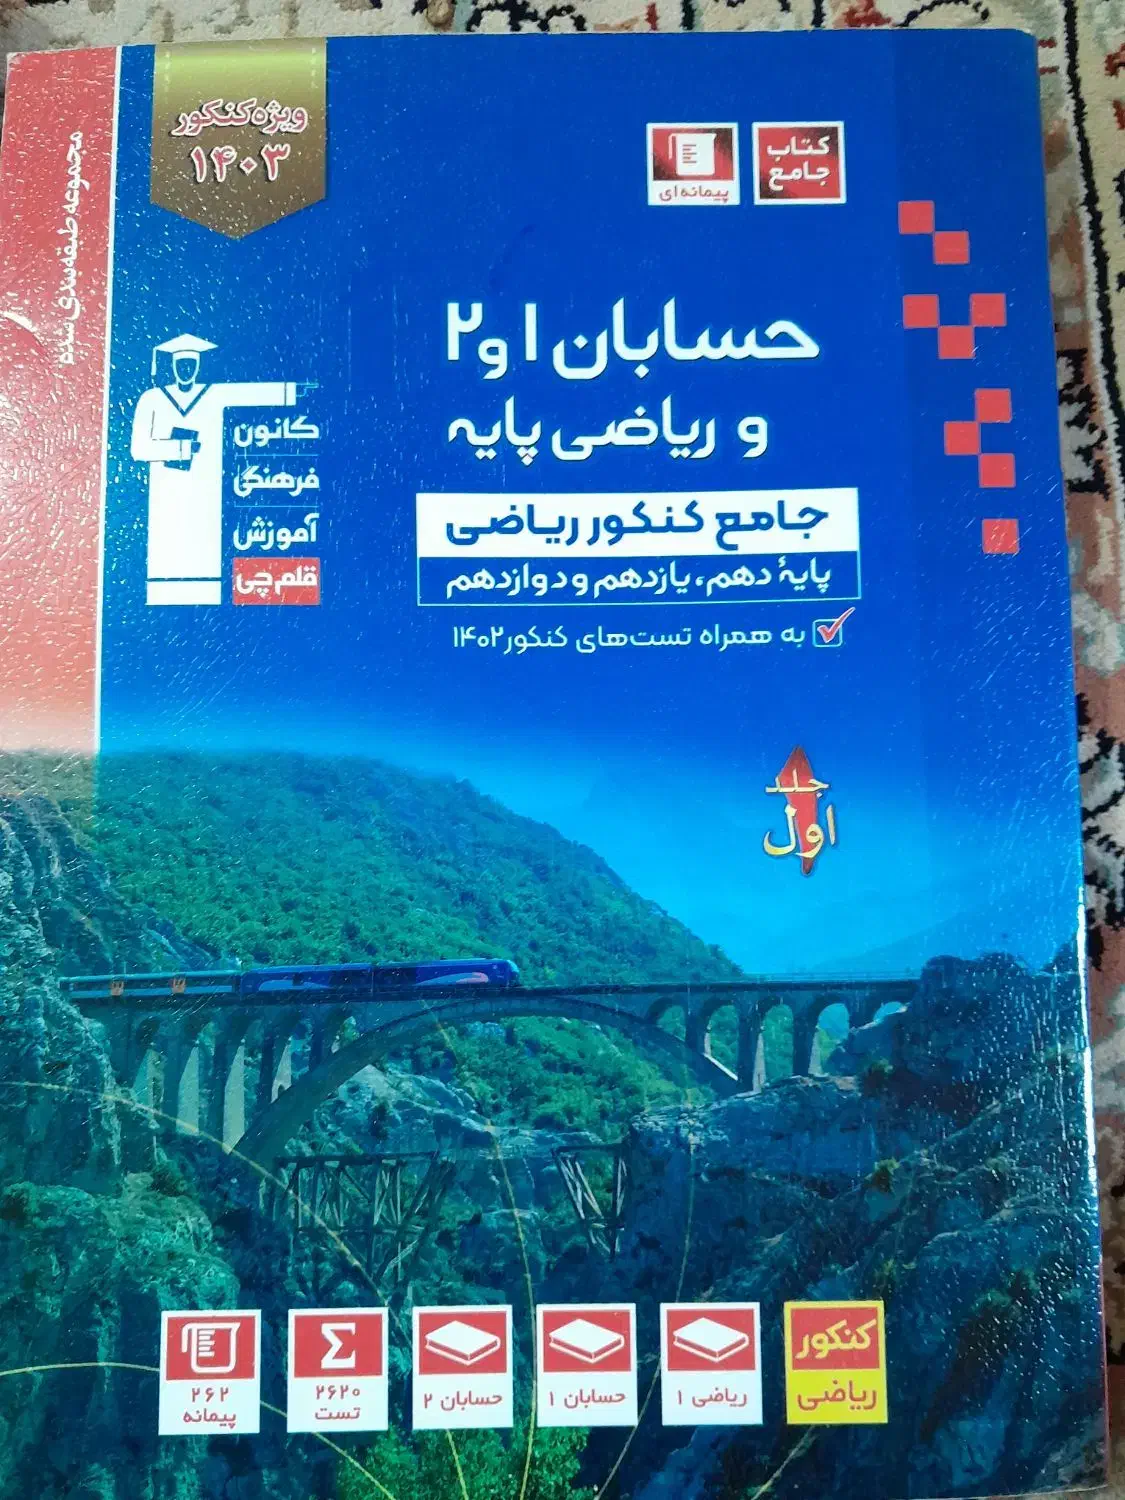 ویژه کنکور
۱۴۰۳
کتاب
جامع
پیمانه‌ای
مجموعه طبقه‌بندی شده
حسابان ۱ و ۲
و ریاضی پایه
جامع کنکور ریاضی
پایهٔ دهم، یازدهم و دوازدهم
به همراه تست‌های کنکور ۱۴۰۲
کانون
فرهنگی
آموزش
قلم‌چی
جلد
اول
کنکور
ریاضی
ریاضی ۱
حسابان ۱
حسابان ۲
۲۶۲۰
تست
۲۶۲
پیمانه